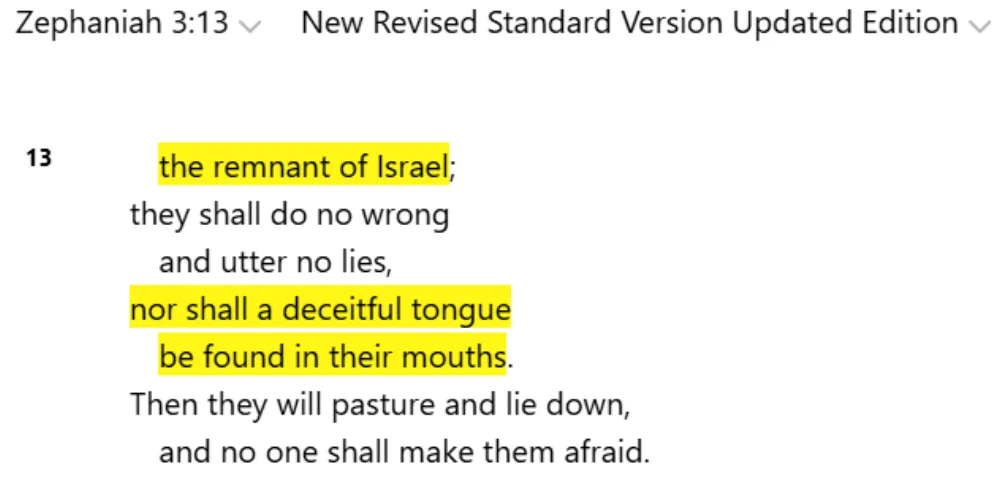 Zephaniah 3:13 New Revised Standard Version Updated Edition
13 the remnant of Israel;
they shall do no wrong
and utter no lies,
nor shall a deceitful tongue
be found in their mouths.
Then they will pasture and lie down,
and no one shall make them afraid.